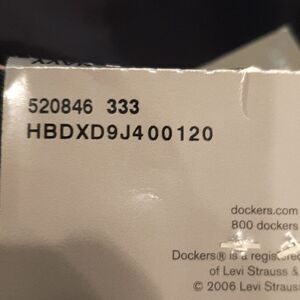 520846 333
HBDXD9J400120
dockers.com
800 dockers
Dockers® is a registered
of Levi Strauss &
© 2006 Levi Strauss